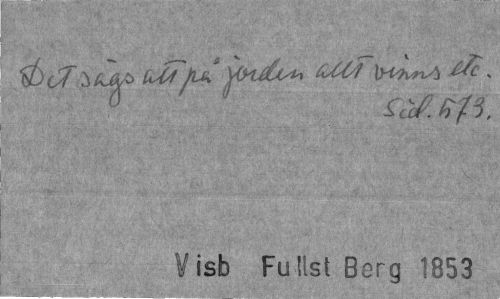 Det sägs att på jorden allt vinns etc.
Sid. 573.
Visb Fullst Berg 1853